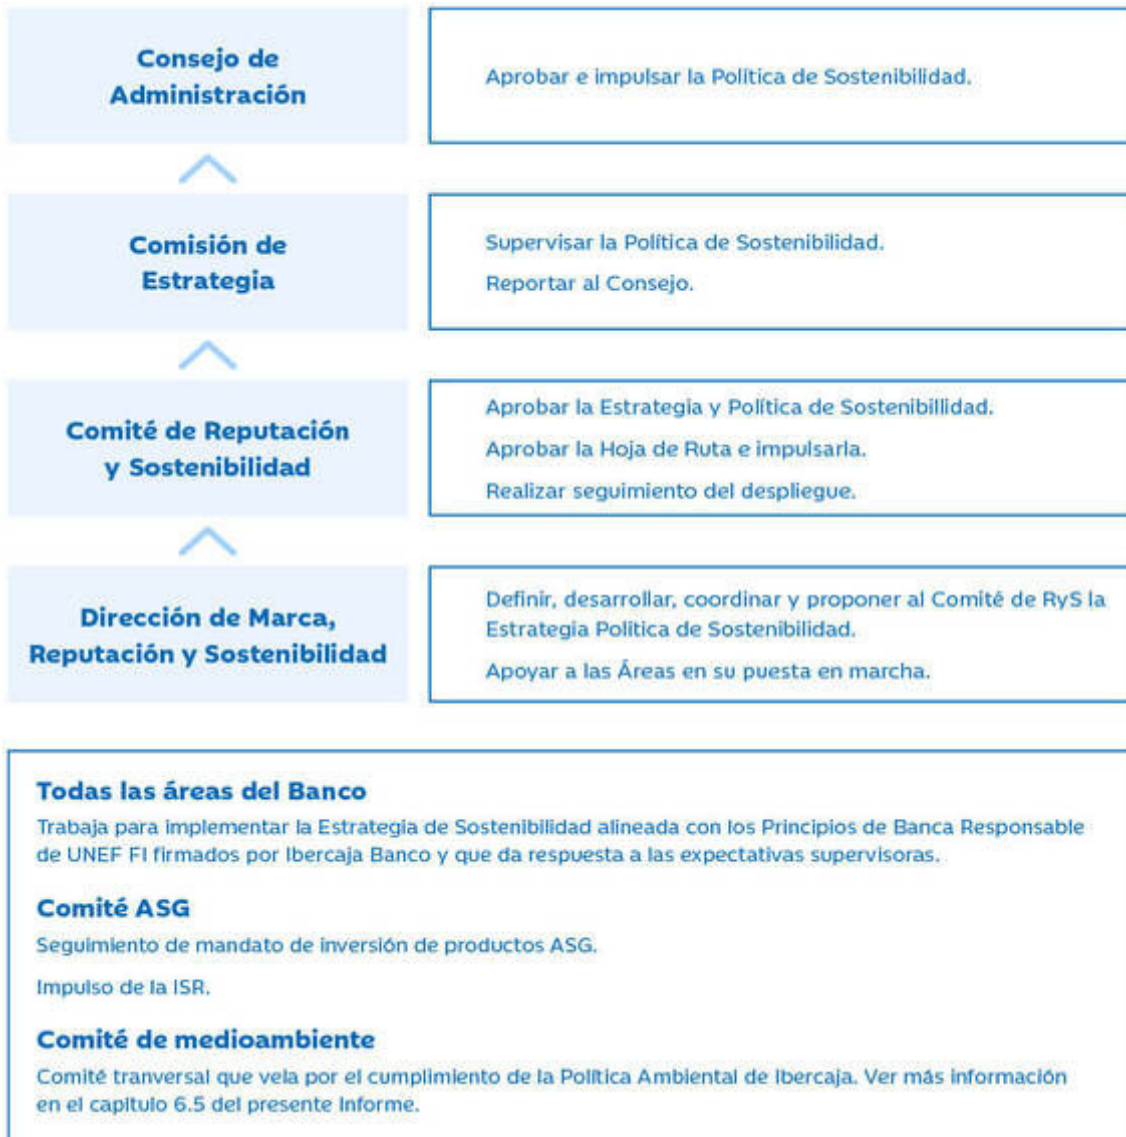 Consejo de
Administración
Aprobar e impulsar la Política de Sostenibilidad.
Comisión de
Estrategia
Supervisar la Política de Sostenibilidad.
Reportar al Consejo.
Comité de Reputación
y Sostenibilidad
Aprobar la Estrategia y Política de Sostenibillidad.
Aprobar la Hoja de Ruta e impulsarla.
Realizar seguimiento del despliegue.
Dirección de Marca,
Reputación y Sostenibilidad
Definir, desarrollar, coordinar y proponer al Comité de RyS la
Estrategia Política de Sostenibilidad.
Apoyar a las Áreas en su puesta en marcha.
Todas las áreas del Banco
Trabaja para implementar la Estrategia de Sostenibilidad alineada con los Principios de Banca Responsable
de UNEF FI firmados por Ibercaja Banco y que da respuesta a las expectativas supervisoras.
Comité ASG
Seguimiento de mandato de inversión de productos ASG.
Impulso de la ISR.
Comité de medioambiente
Comité tranversal que vela por el cumplimiento de la Política Ambiental de Ibercaja. Ver más información
en el capítulo 6.5 del presente Informe.